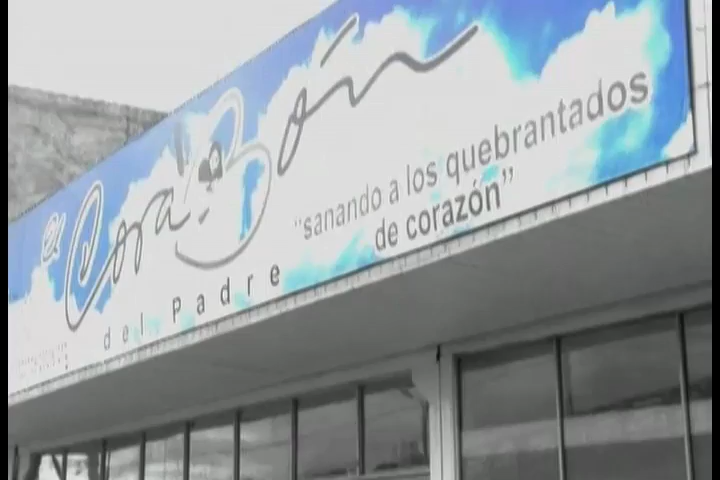 el Corazón
del Padre
"sanando a los quebrantados
de corazón"